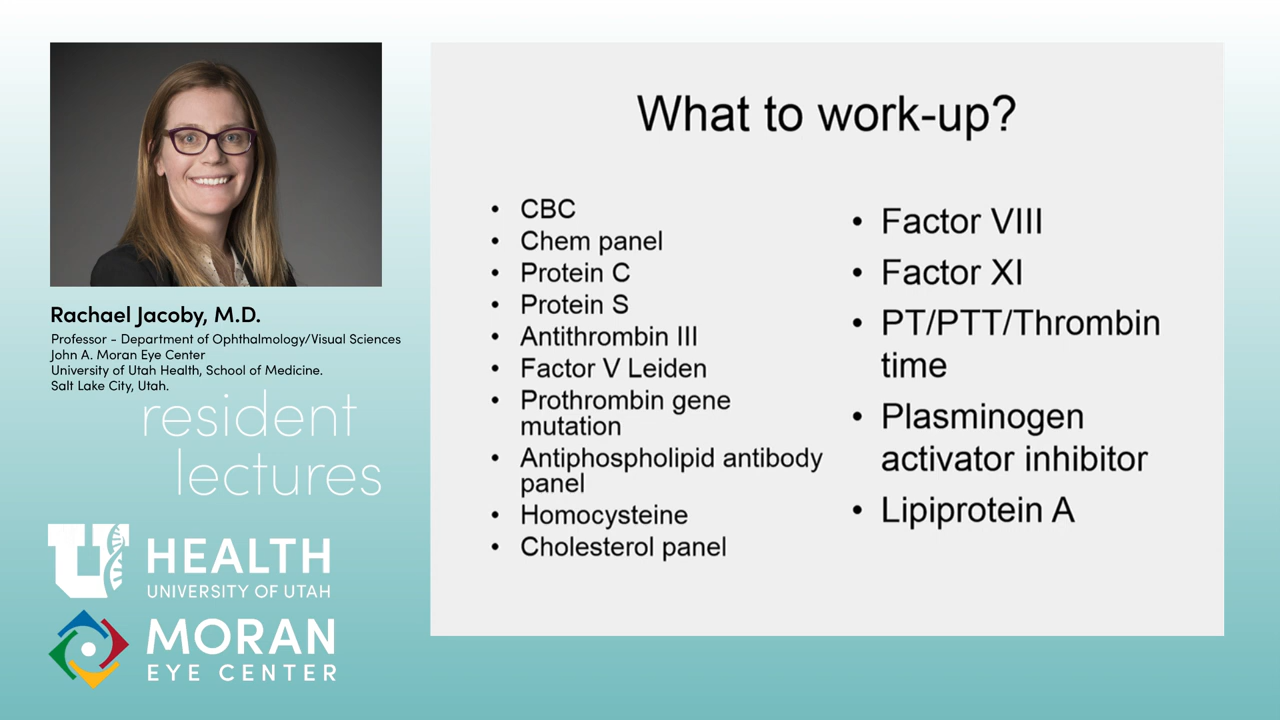 Rachael Jacoby, M.D.
Professor - Department of Ophthalmology/Visual Sciences
John A. Moran Eye Center
University of Utah Health, School of Medicine.
Salt Lake City, Utah.
resident
lectures
U
HEALTH
UNIVERSITY OF UTAH
MORAN
EYE CENTER
What to work-up?
• CBC
• Chem panel
• Protein C
• Protein S
• Antithrombin III
• Factor V Leiden
• Prothrombin gene
mutation
• Antiphospholipid antibody
panel
• Homocysteine
• Cholesterol panel
• Factor VIII
• Factor XI
• PT/PTT/Thrombin
time
• Plasminogen
activator inhibitor
• Lipiprotein A